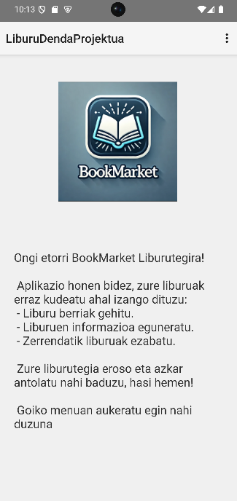 10:13
LiburuDendaProjektua
BookMarket
Ongi etorri BookMarket Liburutegira!
Aplikazio honen bidez, zure liburuak
erraz kudeatu ahal izango dituzu:
- Liburu berriak gehitu.
- Liburuen informazioa eguneratu.
- Zerrendatik liburuak ezabatu.
Zure liburutegia eroso eta azkar
antolatu nahi baduzu, hasi hemen!
Goiko menuan aukeratu egin nahi
duzuna